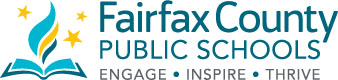 Fairfax County
PUBLIC SCHOOLS
ENGAGE • INSPIRE • THRIVE